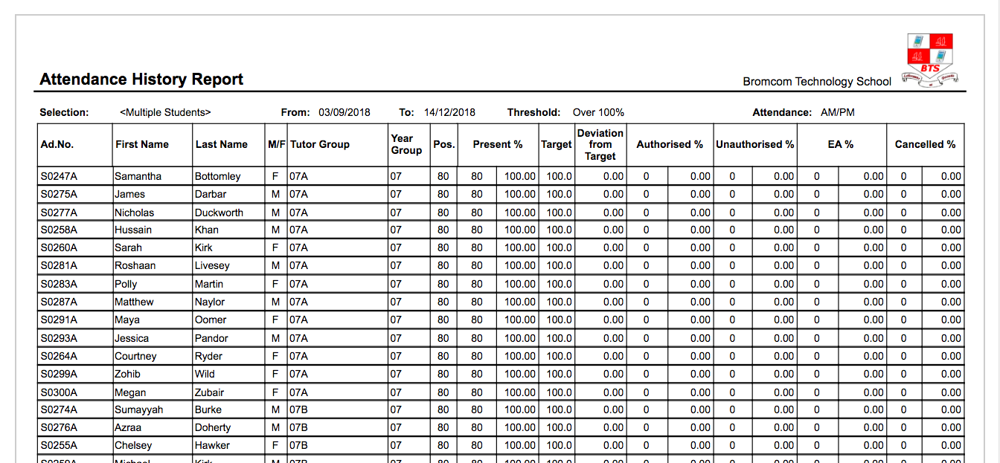 41
41
BTS
Attendance History Report
Bromcom Technology School
Selection: <Multiple Students> From: 03/09/2018 To: 14/12/2018 Threshold: Over 100% Attendance: AM/PM
Ad.No. First Name Last Name M/F Tutor Group Year Group Pos. Present % Target Deviation from Target Authorised % Unauthorised % EA % Cancelled %
S0247A Samantha Bottomley F 07A 07 80 80 100.00 100.0 0.00 0 0.00 0 0.00 0 0.00 0 0.00
S0275A James Darbar M 07A 07 80 80 100.00 100.0 0.00 0 0.00 0 0.00 0 0.00 0 0.00
S0277A Nicholas Duckworth M 07A 07 80 80 100.00 100.0 0.00 0 0.00 0 0.00 0 0.00 0 0.00
S0258A Hussain Khan M 07A 07 80 80 100.00 100.0 0.00 0 0.00 0 0.00 0 0.00 0 0.00
S0260A Sarah Kirk F 07A 07 80 80 100.00 100.0 0.00 0 0.00 0 0.00 0 0.00 0 0.00
S0281A Roshaan Livesey M 07A 07 80 80 100.00 100.0 0.00 0 0.00 0 0.00 0 0.00 0 0.00
S0283A Polly Martin F 07A 07 80 80 100.00 100.0 0.00 0 0.00 0 0.00 0 0.00 0 0.00
S0287A Matthew Naylor M 07A 07 80 80 100.00 100.0 0.00 0 0.00 0 0.00 0 0.00 0 0.00
S0291A Maya Oomer F 07A 07 80 80 100.00 100.0 0.00 0 0.00 0 0.00 0 0.00 0 0.00
S0293A Jessica Pandor M 07A 07 80 80 100.00 100.0 0.00 0 0.00 0 0.00 0 0.00 0 0.00
S0264A Courtney Ryder F 07A 07 80 80 100.00 100.0 0.00 0 0.00 0 0.00 0 0.00 0 0.00
S0299A Zohib Wild F 07A 07 80 80 100.00 100.0 0.00 0 0.00 0 0.00 0 0.00 0 0.00
S0300A Megan Zubair F 07A 07 80 80 100.00 100.0 0.00 0 0.00 0 0.00 0 0.00 0 0.00
S0274A Sumayyah Burke M 07B 07 80 80 100.00 100.0 0.00 0 0.00 0 0.00 0 0.00 0 0.00
S0276A Azraa Doherty M 07B 07 80 80 100.00 100.0 0.00 0 0.00 0 0.00 0 0.00 0 0.00
S0255A Chelsey Hawker F 07B 07 80 80 100.00 100.0 0.00 0 0.00 0 0.00 0 0.00 0 0.00